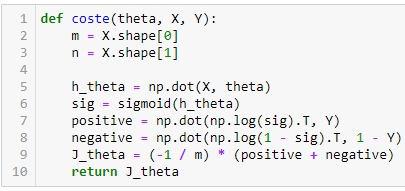 1 def coste(theta, X, Y):
2     m = X.shape[0]
3     n = X.shape[1]
4
5     h_theta = np.dot(X, theta)
6     sig = sigmoid(h_theta)
7     positive = np.dot(np.log(sig).T, Y)
8     negative = np.dot(np.log(1 - sig).T, 1 - Y)
9     J_theta = (-1 / m) * (positive + negative)
10     return J_theta